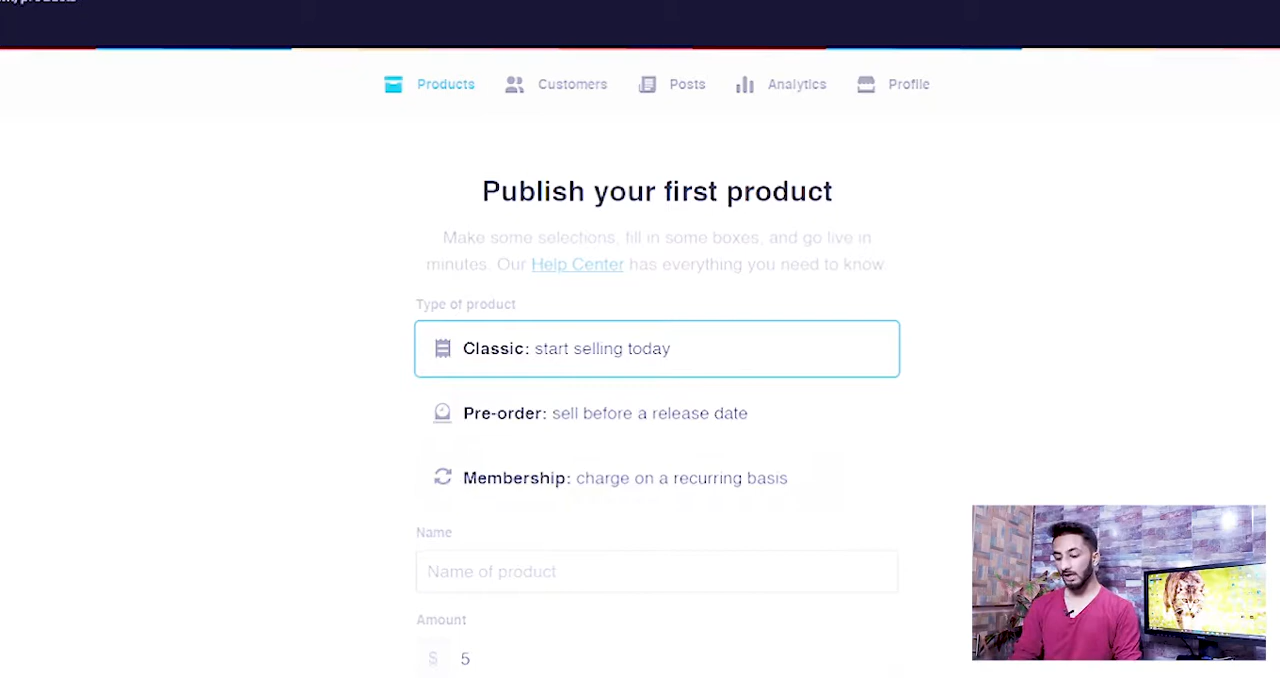 Products Customers Posts Analytics Profile
Publish your first product
Make some selections, fill in some boxes, and go live in
minutes. Our Help Center has everything you need to know.
Type of product
Classic: start selling today
Pre-order: sell before a release date
Membership: charge on a recurring basis
Name
Name of product
Amount
$ 5